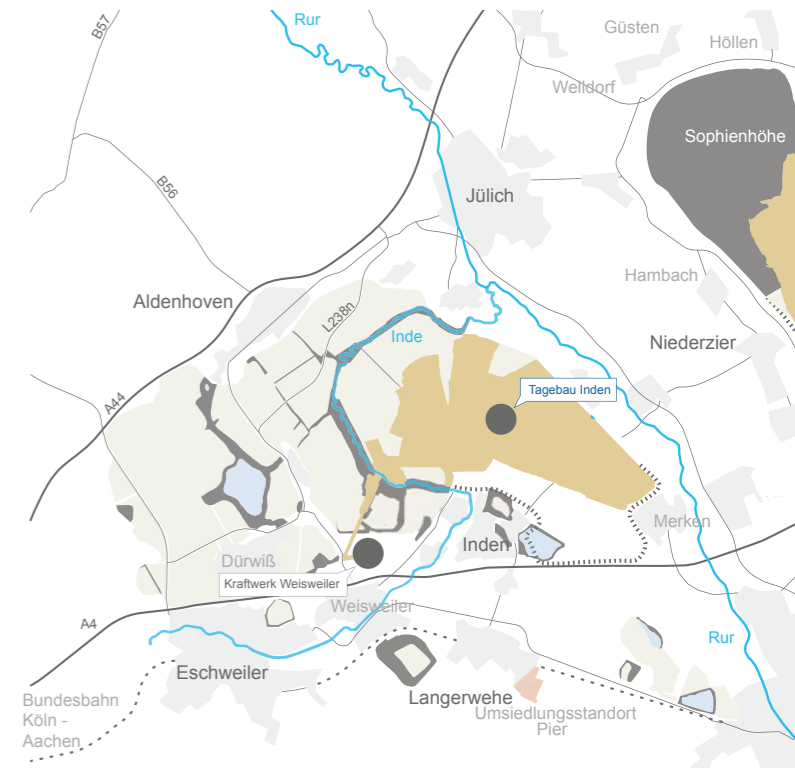 B57
Rur
Güsten
Höllen
Welldorf
Sophienhöhe
B56
Jülich
Hambach
Aldenhoven
L238n
Inde
Niederzier
Tagebau Inden
A44
Merken
Inden
Dürwiß
Kraftwerk Weisweiler
Weisweiler
A4
Rur
Eschweiler
Langerwehe
Bundesbahn
Köln -
Aachen
Umsiedlungsstandort
Pier